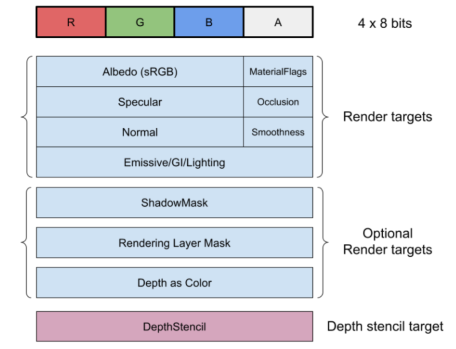 R G B A 4 x 8 bits
Albedo (sRGB) MaterialFlags
Specular Occlusion
Render targets
Normal Smoothness
Emissive/GI/Lighting
ShadowMask
Rendering Layer Mask
Optional
Render targets
Depth as Color
DepthStencil Depth stencil target